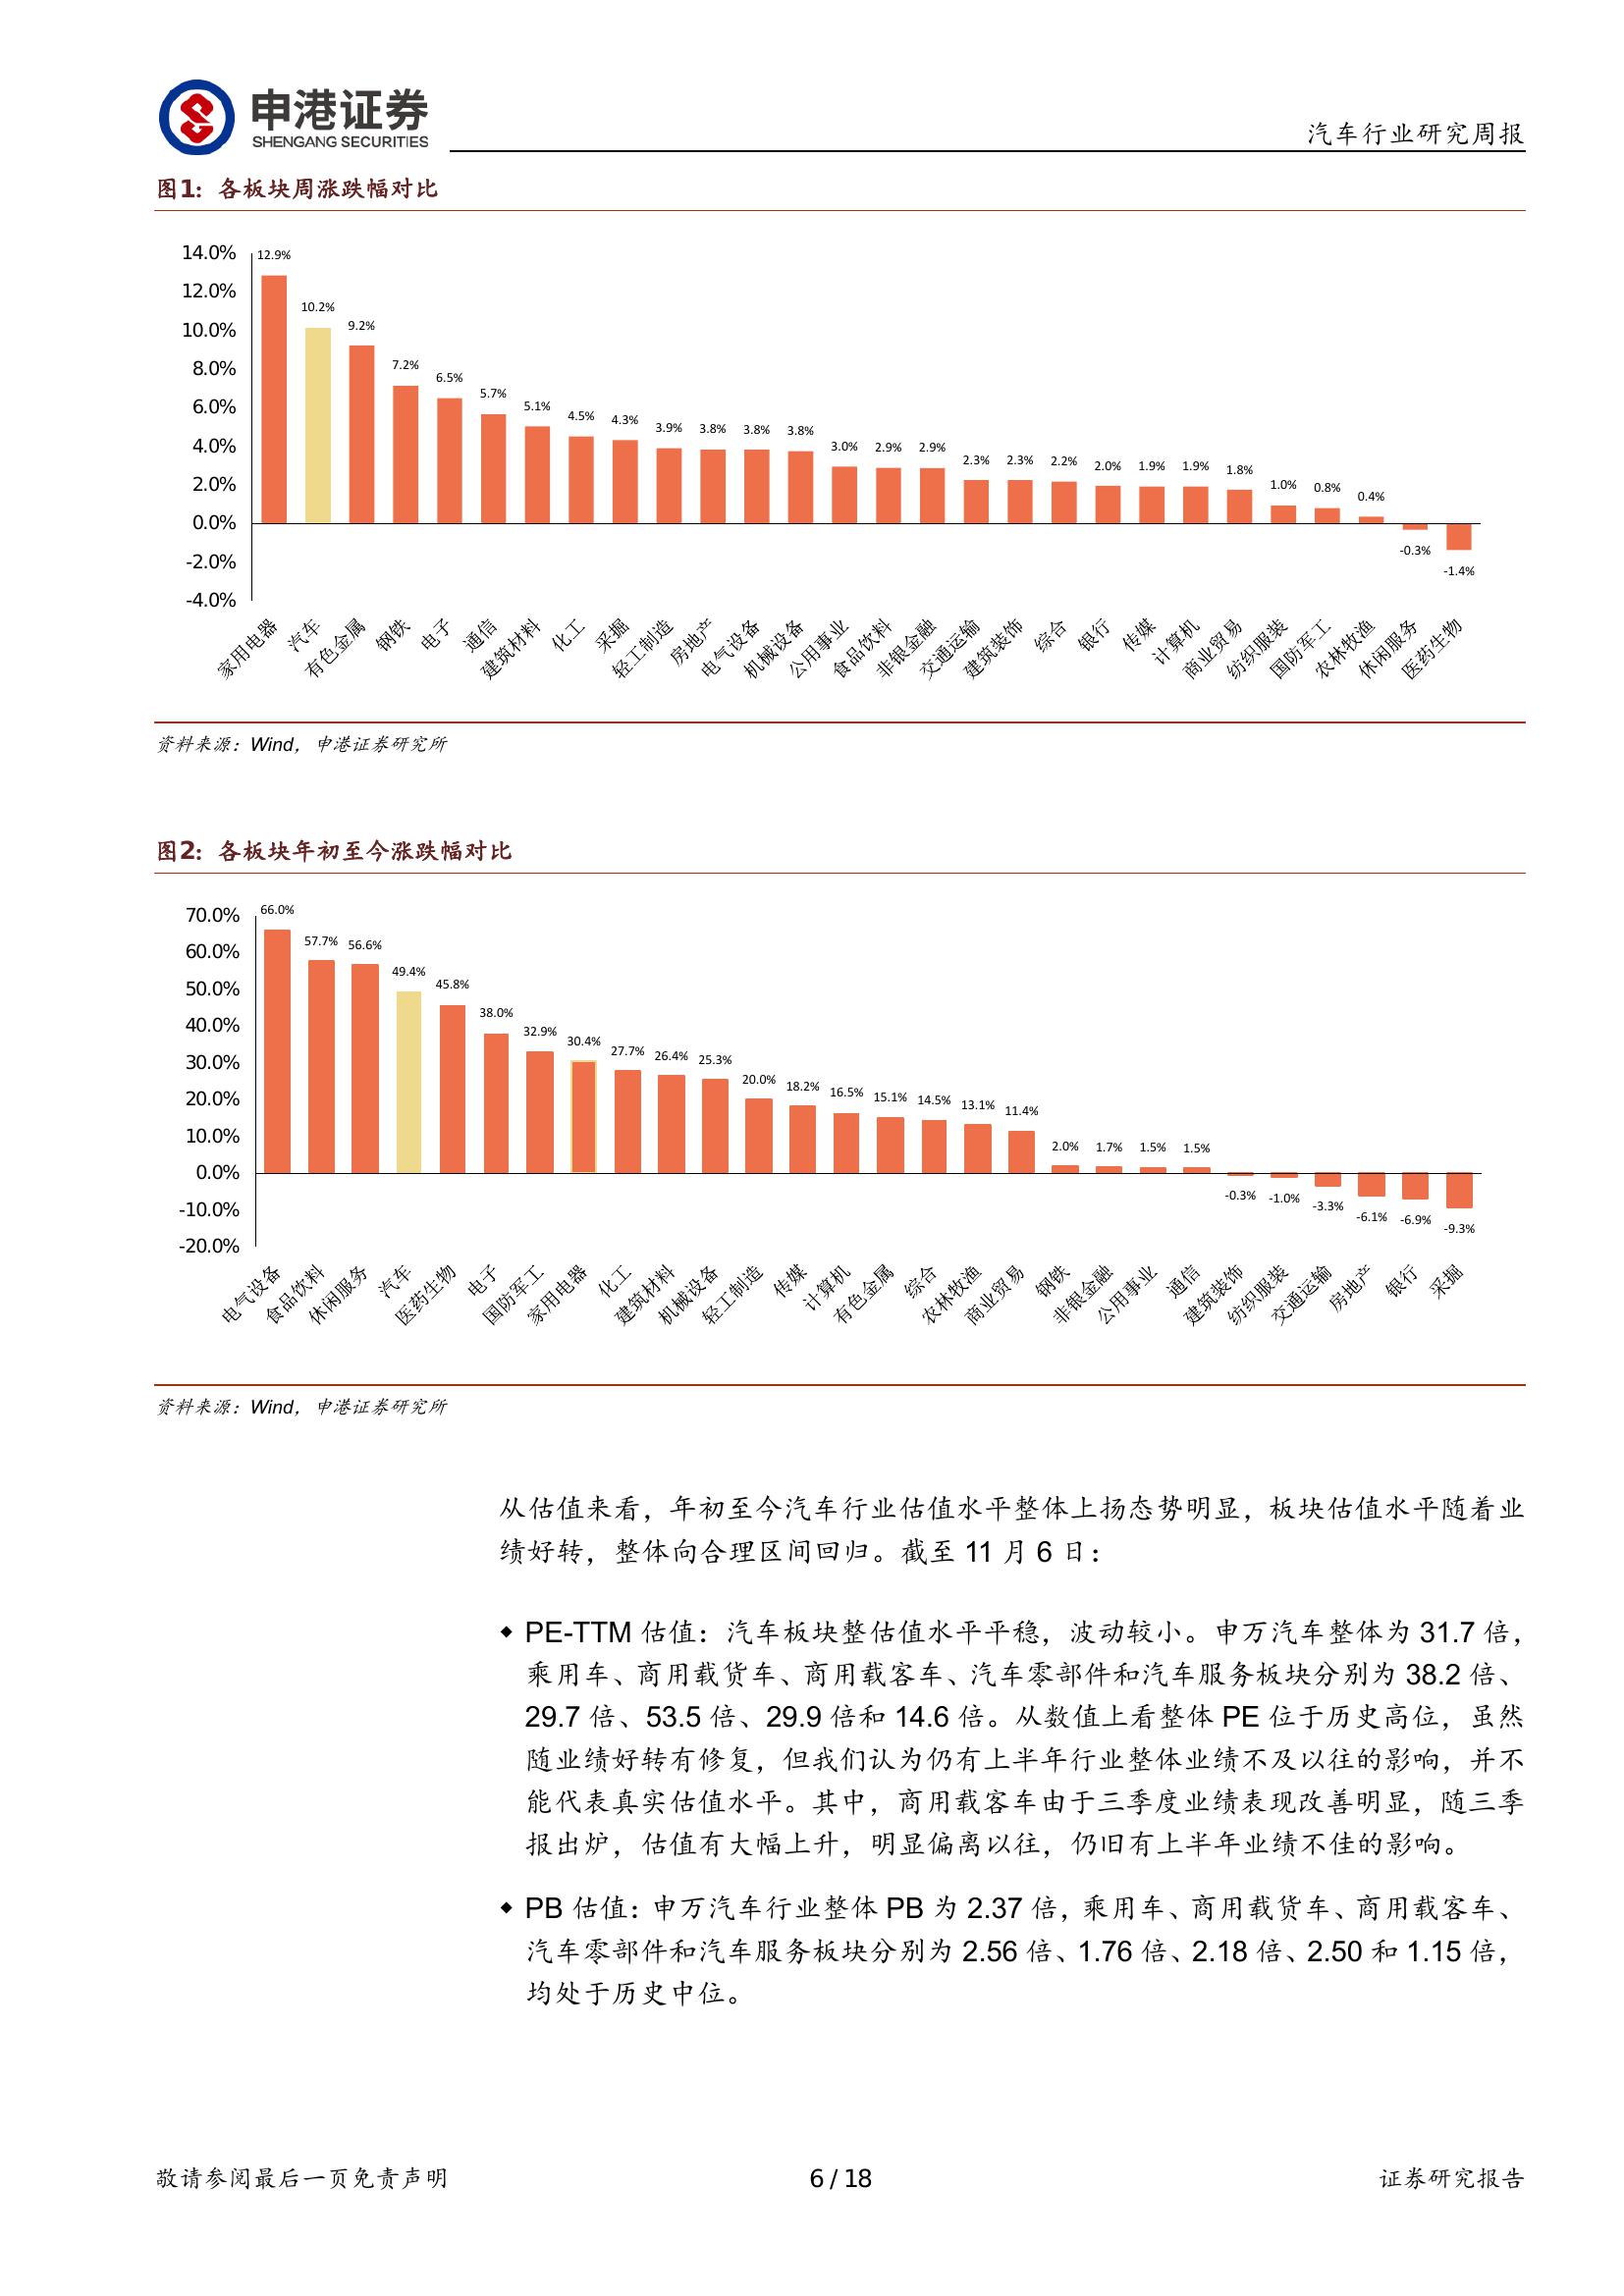 申港证券
SHENGANG SECURITIES
汽车行业研究周报
图1：各板块周涨跌幅对比
14.0%
12.0%
10.0%
8.0%
6.0%
4.0%
2.0%
0.0%
-2.0%
-4.0%
12.9%
10.2%
9.2%
7.2%
6.5%
5.7%
5.1%
4.5%
4.3%
3.9%
3.8%
3.8%
3.8%
3.0%
2.9%
2.9%
2.3%
2.3%
2.2%
2.0%
1.9%
1.9%
1.8%
1.0%
0.8%
0.4%
-0.3%
-1.4%
家用电器
汽车
有色金属
钢铁
电子
通信
建筑材料
化工
采掘
轻工制造
房地产
电气设备
机械设备
公用事业
食品饮料
非银金融
交通运输
建筑装饰
综合
银行
传媒
计算机
商业贸易
纺织服装
国防军工
农林牧渔
休闲服务
医药生物
资料来源：Wind，申港证券研究所
图2：各板块年初至今涨跌幅对比
70.0%
60.0%
50.0%
40.0%
30.0%
20.0%
10.0%
0.0%
-10.0%
-20.0%
66.0%
57.7%
56.6%
49.4%
45.8%
38.0%
32.9%
30.4%
27.7%
26.4%
25.3%
20.0%
18.2%
16.5%
15.1%
14.5%
13.1%
11.4%
2.0%
1.7%
1.5%
1.5%
-0.3%
-1.0%
-3.3%
-6.1%
-6.9%
-9.3%
电气设备
食品饮料
休闲服务
汽车
医药生物
电子
国防军工
家用电器
化工
建筑材料
机械设备
轻工制造
传媒
计算机
有色金属
综合
农林牧渔
商业贸易
钢铁
非银金融
公用事业
通信
建筑装饰
纺织服装
交通运输
房地产
银行
采掘
资料来源：Wind，申港证券研究所
从估值来看，年初至今汽车行业估值水平整体上扬态势明显，板块估值水平随着业
绩好转，整体向合理区间回归。截至 11 月 6 日：
◆ PE-TTM 估值：汽车板块整估值水平平稳，波动较小。申万汽车整体为 31.7 倍，
乘用车、商用载货车、商用载客车、汽车零部件和汽车服务板块分别为 38.2 倍、
29.7 倍、53.5 倍、29.9 倍和 14.6 倍。从数值上看整体 PE 位于历史高位，虽然
随业绩好转有修复，但我们认为仍有上半年行业整体业绩不及以往的影响，并不
能代表真实估值水平。其中，商用载客车由于三季度业绩表现改善明显，随三季
报出炉，估值有大幅上升，明显偏离以往，仍旧有上半年业绩不佳的影响。
◆ PB 估值：申万汽车行业整体 PB 为 2.37 倍，乘用车、商用载货车、商用载客车、
汽车零部件和汽车服务板块分别为 2.56 倍、1.76 倍、2.18 倍、2.50 和 1.15 倍，
均处于历史中位。
敬请参阅最后一页免责声明
6 / 18
证券研究报告